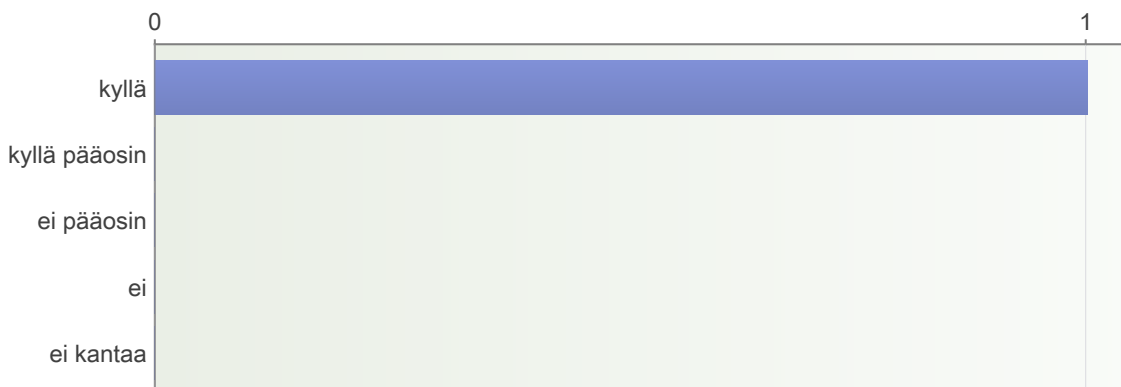 0 1
kyllä
kyllä pääosin
ei pääosin
ei
ei kantaa